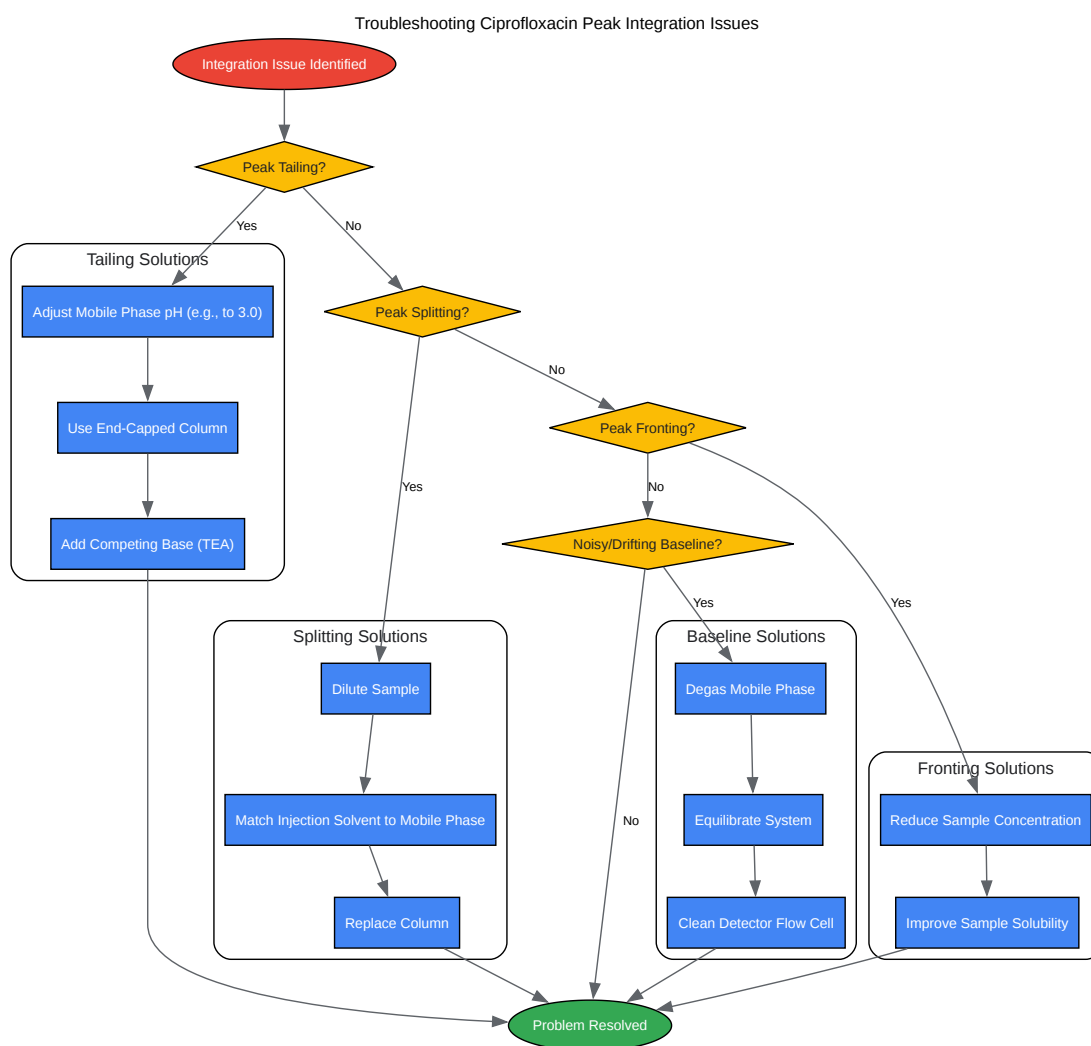 Troubleshooting Ciprofloxacin Peak Integration Issues
Integration Issue Identified
Peak Tailing?
Yes
No
Tailing Solutions
Adjust Mobile Phase pH (e.g., to 3.0)
Use End-Capped Column
Add Competing Base (TEA)
Peak Splitting?
No
Yes
Peak Fronting?
No
Yes
Noisy/Drifting Baseline?
Yes
No
Splitting Solutions
Dilute Sample
Match Injection Solvent to Mobile Phase
Replace Column
Baseline Solutions
Degas Mobile Phase
Equilibrate System
Clean Detector Flow Cell
Fronting Solutions
Reduce Sample Concentration
Improve Sample Solubility
Problem Resolved